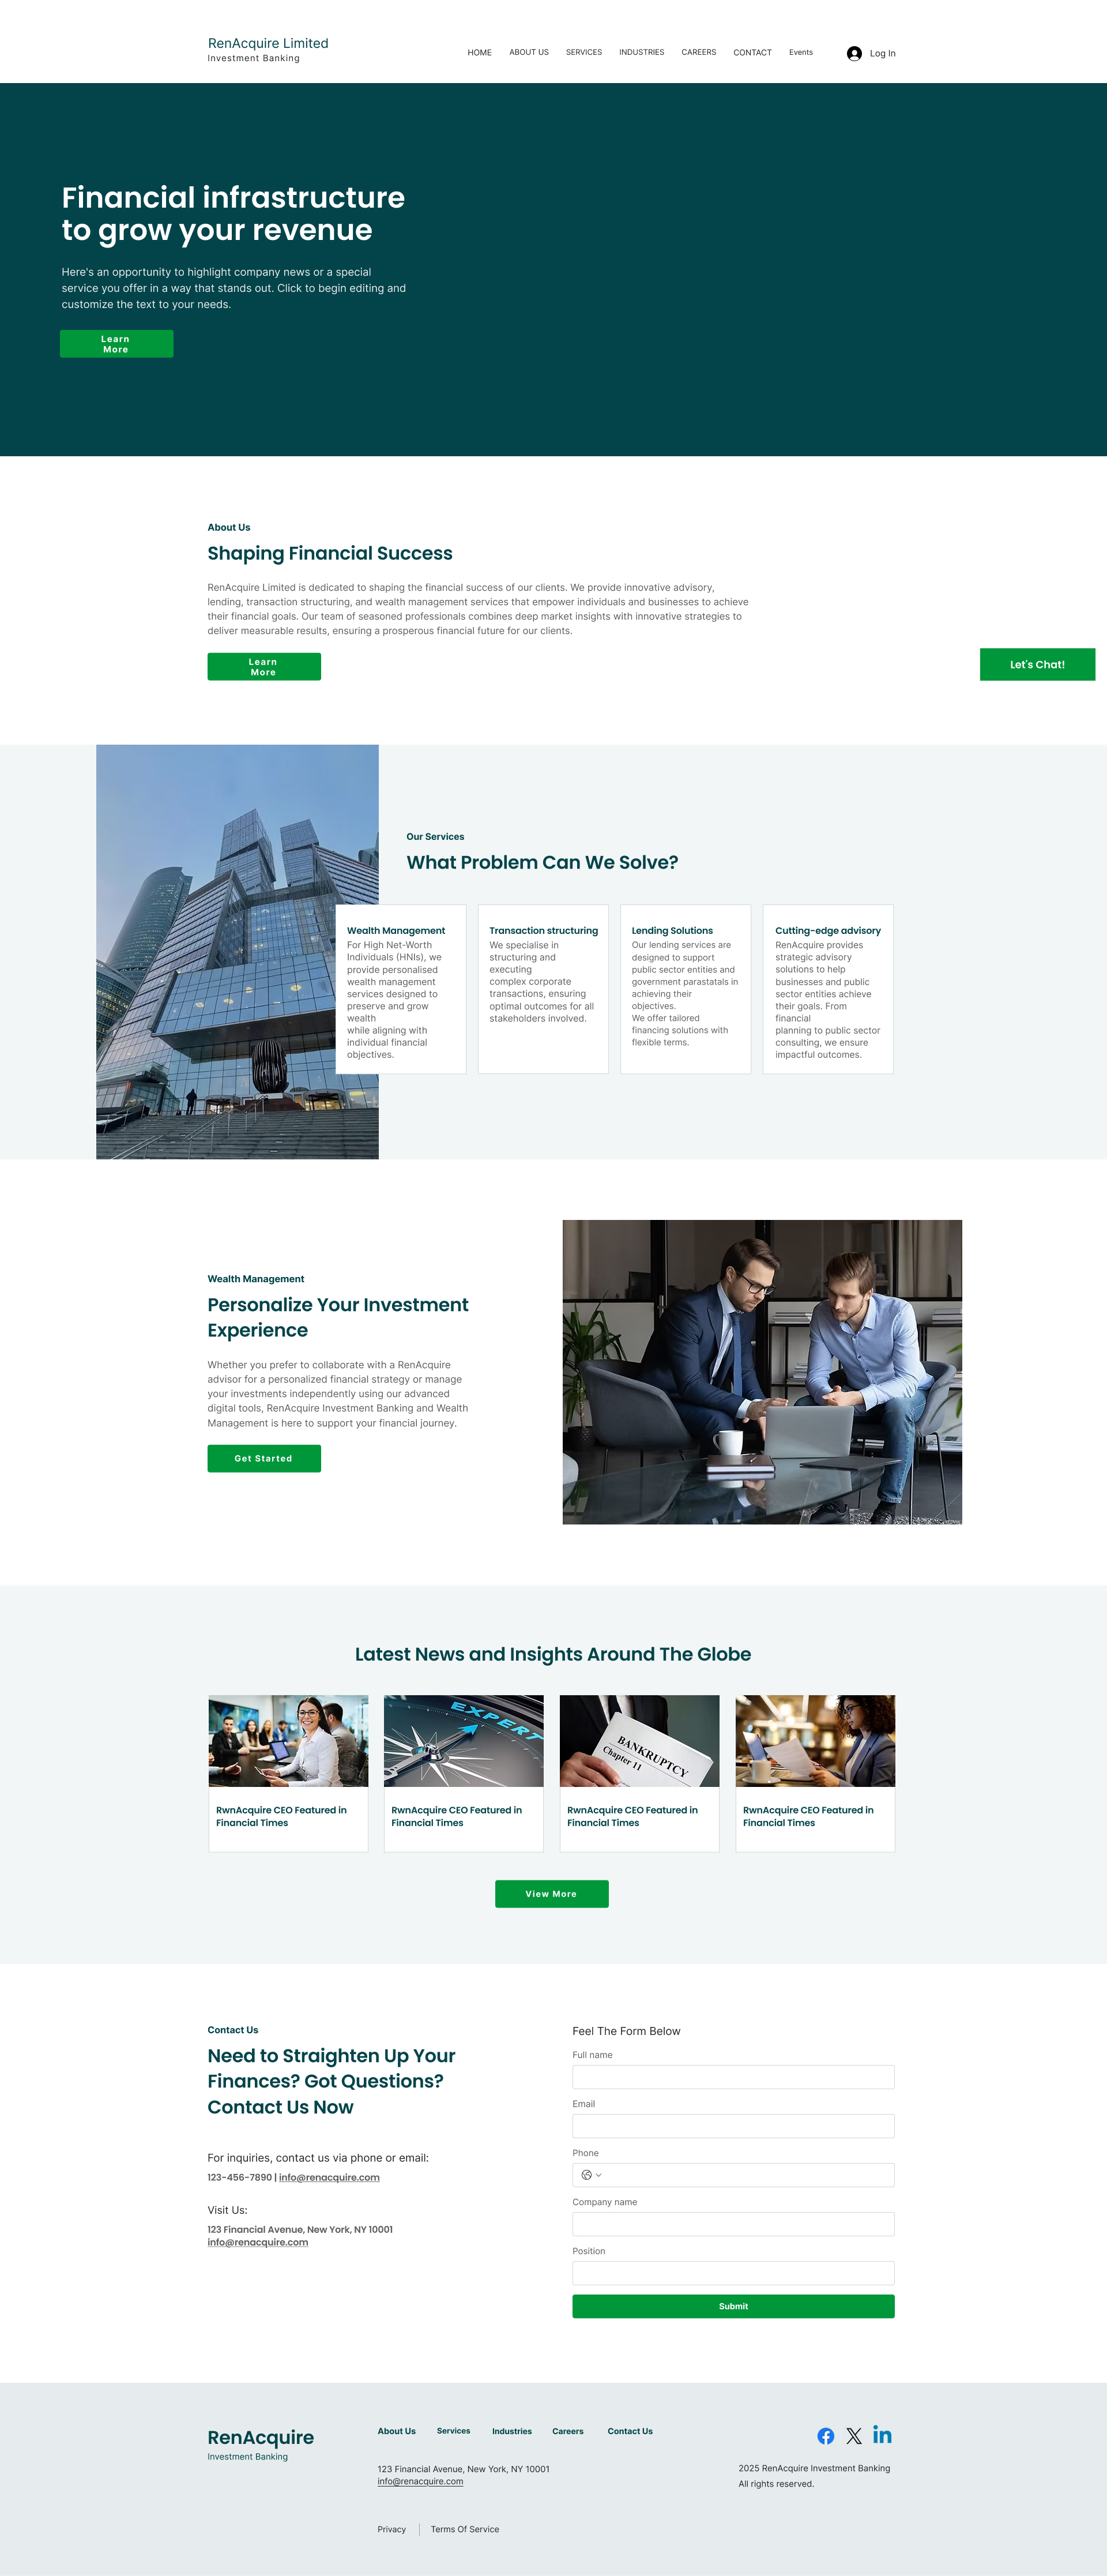 RenAcquire Limited
Investment Banking
HOME
ABOUT US
SERVICES
INDUSTRIES
CAREERS
CONTACT
Events
Log In
Financial infrastructure
to grow your revenue
Here's an opportunity to highlight company news or a special
service you offer in a way that stands out. Click to begin editing and
customize the text to your needs.
Learn
More
About Us
Shaping Financial Success
RenAcquire Limited is dedicated to shaping the financial success of our clients. We provide innovative advisory,
lending, transaction structuring, and wealth management services that empower individuals and businesses to achieve
their financial goals. Our team of seasoned professionals combines deep market insights with innovative strategies to
deliver measurable results, ensuring a prosperous financial future for our clients.
Learn
More
Let's Chat!
Our Services
What Problem Can We Solve?
Wealth Management
For High Net-Worth
Individuals (HNIs), we
provide personalised
wealth management
services designed to
preserve and grow
wealth
while aligning with
individual financial
objectives.
Transaction structuring
We specialise in
structuring and
executing
complex corporate
transactions, ensuring
optimal outcomes for all
stakeholders involved.
Lending Solutions
Our lending services are
designed to support
public sector entities and
government parastatals in
achieving their
objectives.
We offer tailored
financing solutions with
flexible terms.
Cutting-edge advisory
RenAcquire provides
strategic advisory
solutions to help
businesses and public
sector entities achieve
their goals. From
financial
planning to public sector
consulting, we ensure
impactful outcomes.
Wealth Management
Personalize Your Investment
Experience
Whether you prefer to collaborate with a RenAcquire
advisor for a personalized financial strategy or manage
your investments independently using our advanced
digital tools, RenAcquire Investment Banking and Wealth
Management is here to support your financial journey.
Get Started
Latest News and Insights Around The Globe
EXPERT
BANKRUPTCY
Chapter 11
RwnAcquire CEO Featured in
Financial Times
RwnAcquire CEO Featured in
Financial Times
RwnAcquire CEO Featured in
Financial Times
RwnAcquire CEO Featured in
Financial Times
View More
Contact Us
Need to Straighten Up Your
Finances? Got Questions?
Contact Us Now
For inquiries, contact us via phone or email:
123-456-7890 | info@renacquire.com
Visit Us:
123 Financial Avenue, New York, NY 10001
info@renacquire.com
Feel The Form Below
Full name
Email
Phone
Company name
Position
Submit
RenAcquire
Investment Banking
About Us
Services
Industries
Careers
Contact Us
123 Financial Avenue, New York, NY 10001
info@renacquire.com
Privacy
Terms Of Service
in
2025 RenAcquire Investment Banking
All rights reserved.